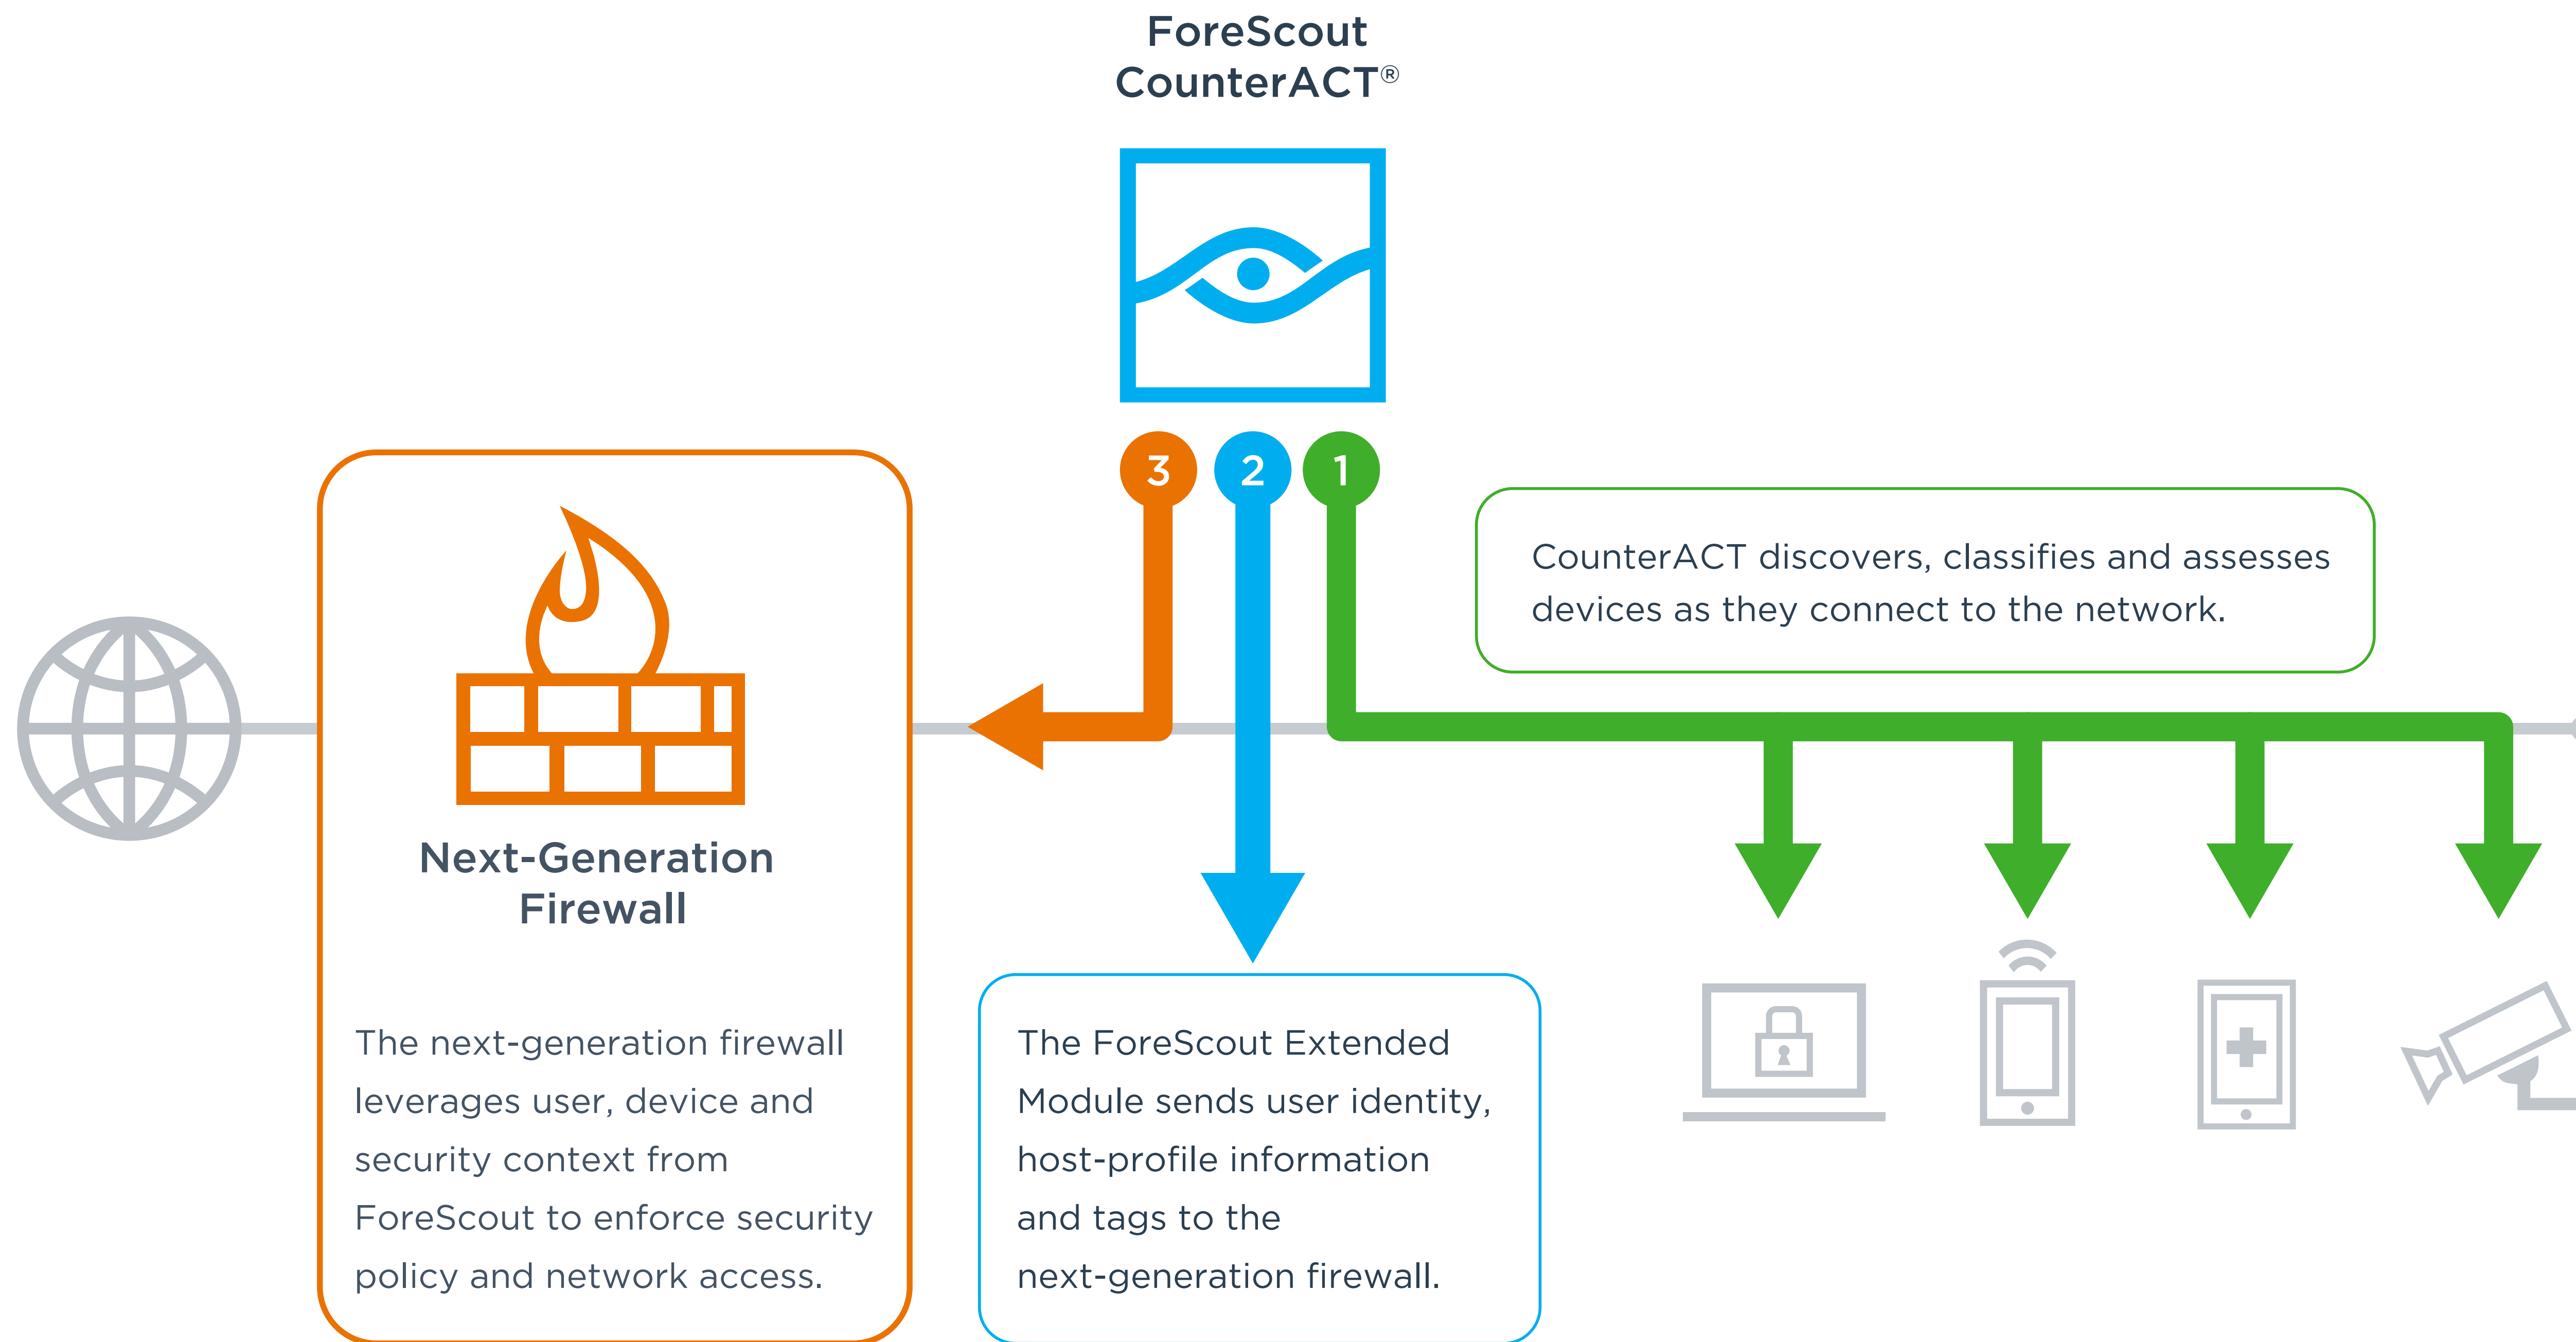 ForeScout
CounterACT®
3
2
1
CounterACT discovers, classifies and assesses
devices as they connect to the network.
Next-Generation
Firewall
The next-generation firewall
leverages user, device and
security context from
ForeScout to enforce security
policy and network access.
The ForeScout Extended
Module sends user identity,
host-profile information
and tags to the
next-generation firewall.